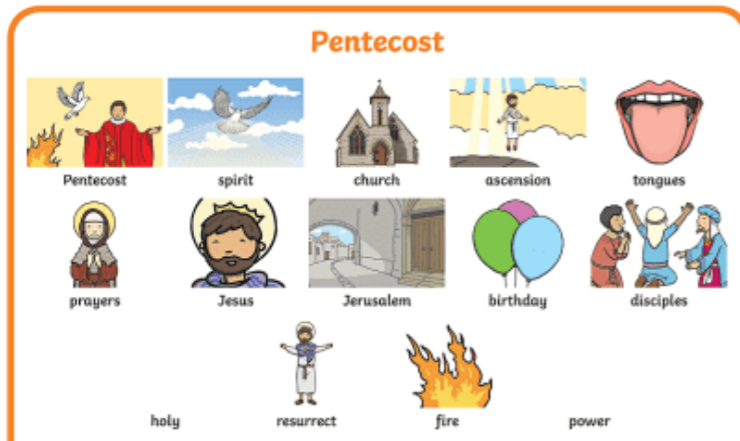 Pentecost
Pentecost spirit church ascension tongues
prayers Jesus Jerusalem birthday disciples
holy resurrect fire power